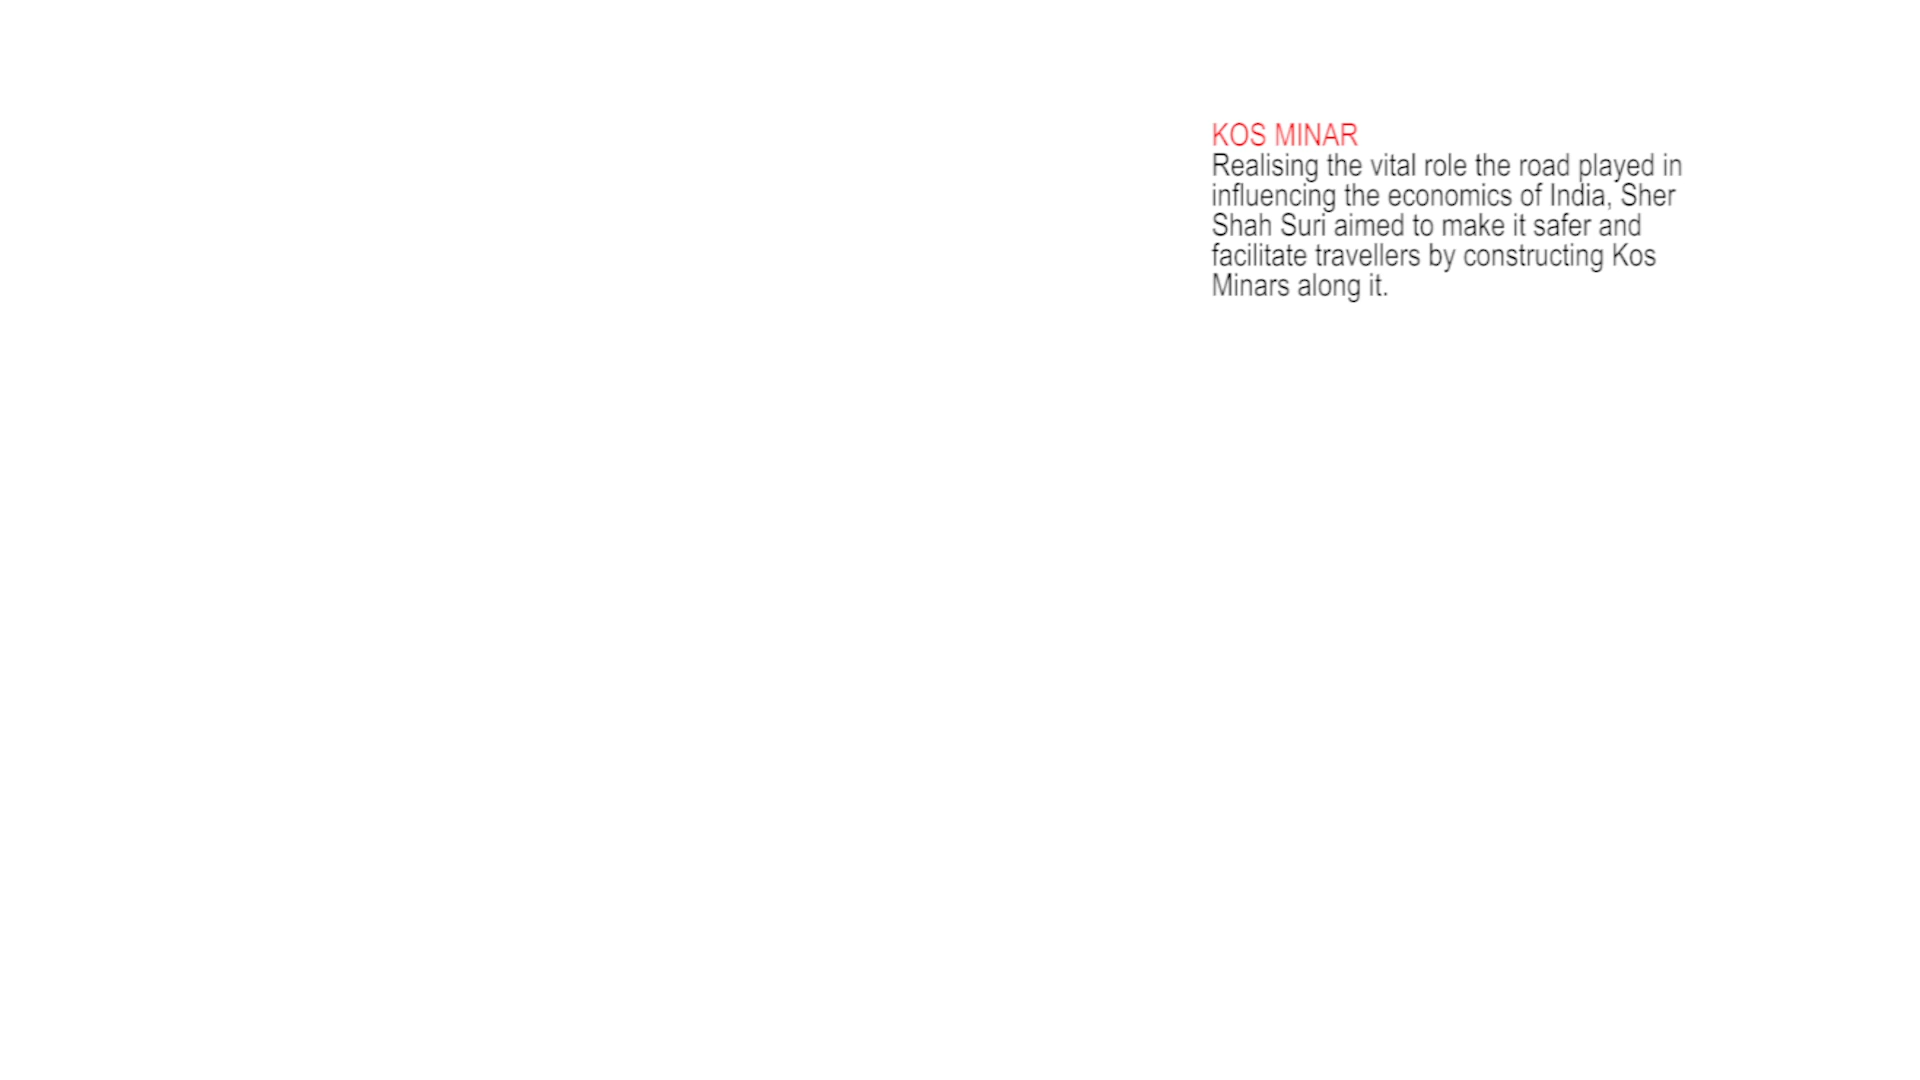 KOS MINAR
Realising the vital role the road played in
influencing the economics of India, Sher
Shah Suri aimed to make it safer and
facilitate travellers by constructing Kos
Minars along it.